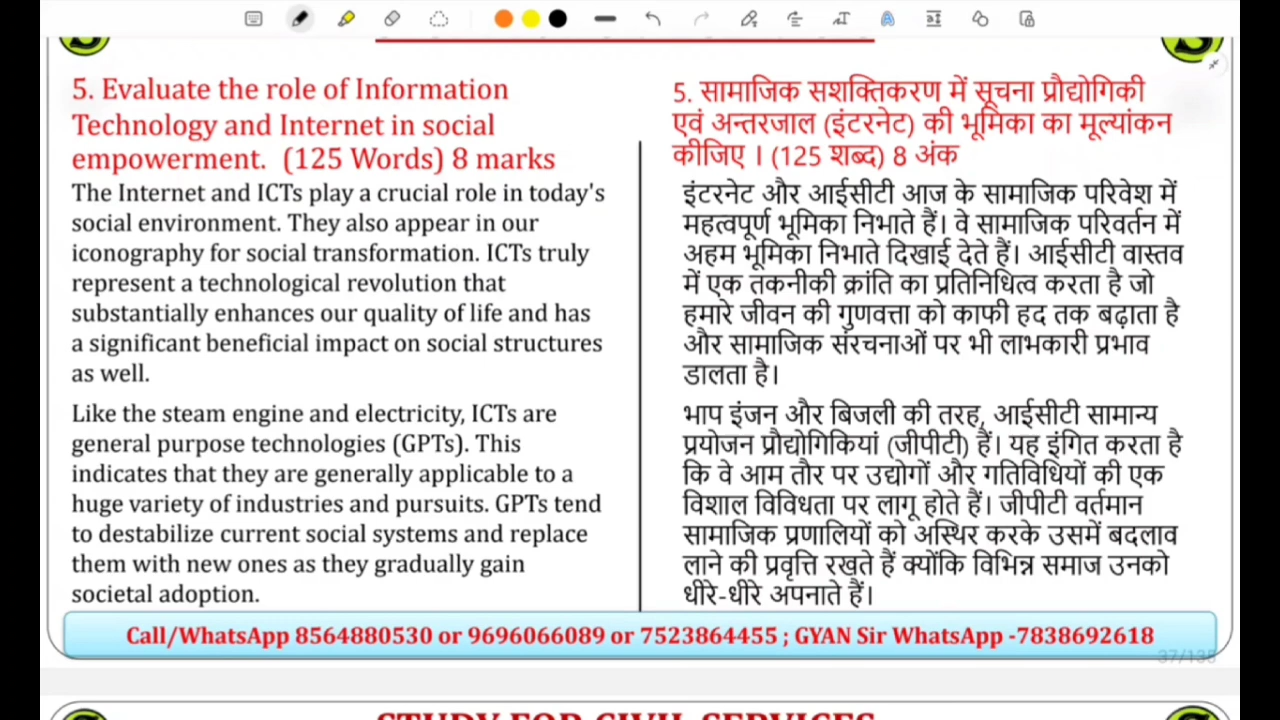 5. Evaluate the role of Information
Technology and Internet in social
empowerment. (125 Words) 8 marks
The Internet and ICTs play a crucial role in today's
social environment. They also appear in our
iconography for social transformation. ICTs truly
represent a technological revolution that
substantially enhances our quality of life and has
a significant beneficial impact on social structures
as well.
Like the steam engine and electricity, ICTs are
general purpose technologies (GPTs). This
indicates that they are generally applicable to a
huge variety of industries and pursuits. GPTs tend
to destabilize current social systems and replace
them with new ones as they gradually gain
societal adoption.
5. सामाजिक सशक्तिकरण में सूचना प्रौद्योगिकी
एवं अन्तरजाल (इंटरनेट) की भूमिका का मूल्यांकन
कीजिए । (125 शब्द) 8 अंक
इंटरनेट और आईसीटी आज के सामाजिक परिवेश में
महत्वपूर्ण भूमिका निभाते हैं। वे सामाजिक परिवर्तन में
अहम भूमिका निभाते दिखाई देते हैं। आईसीटी वास्तव
में एक तकनीकी क्रांति का प्रतिनिधित्व करता है जो
हमारे जीवन की गुणवत्ता को काफी हद तक बढ़ाता है
और सामाजिक संरचनाओं पर भी लाभकारी प्रभाव
डालता है।
भाप इंजन और बिजली की तरह, आईसीटी सामान्य
प्रयोजन प्रौद्योगिकियां (जीपीटी) हैं। यह इंगित करता है
कि वे आम तौर पर उद्योगों और गतिविधियों की एक
विशाल विविधता पर लागू होते हैं। जीपीटी वर्तमान
सामाजिक प्रणालियों को अस्थिर करके उसमें बदलाव
लाने की प्रवृत्ति रखते हैं क्योंकि विभिन्न समाज उनको
धीरे-धीरे अपनाते हैं।
Call/WhatsApp 8564880530 or 9696066089 or 7523864455 ; GYAN Sir WhatsApp -7838692618
37/135
STUDY FOR CIVIL SERVICES